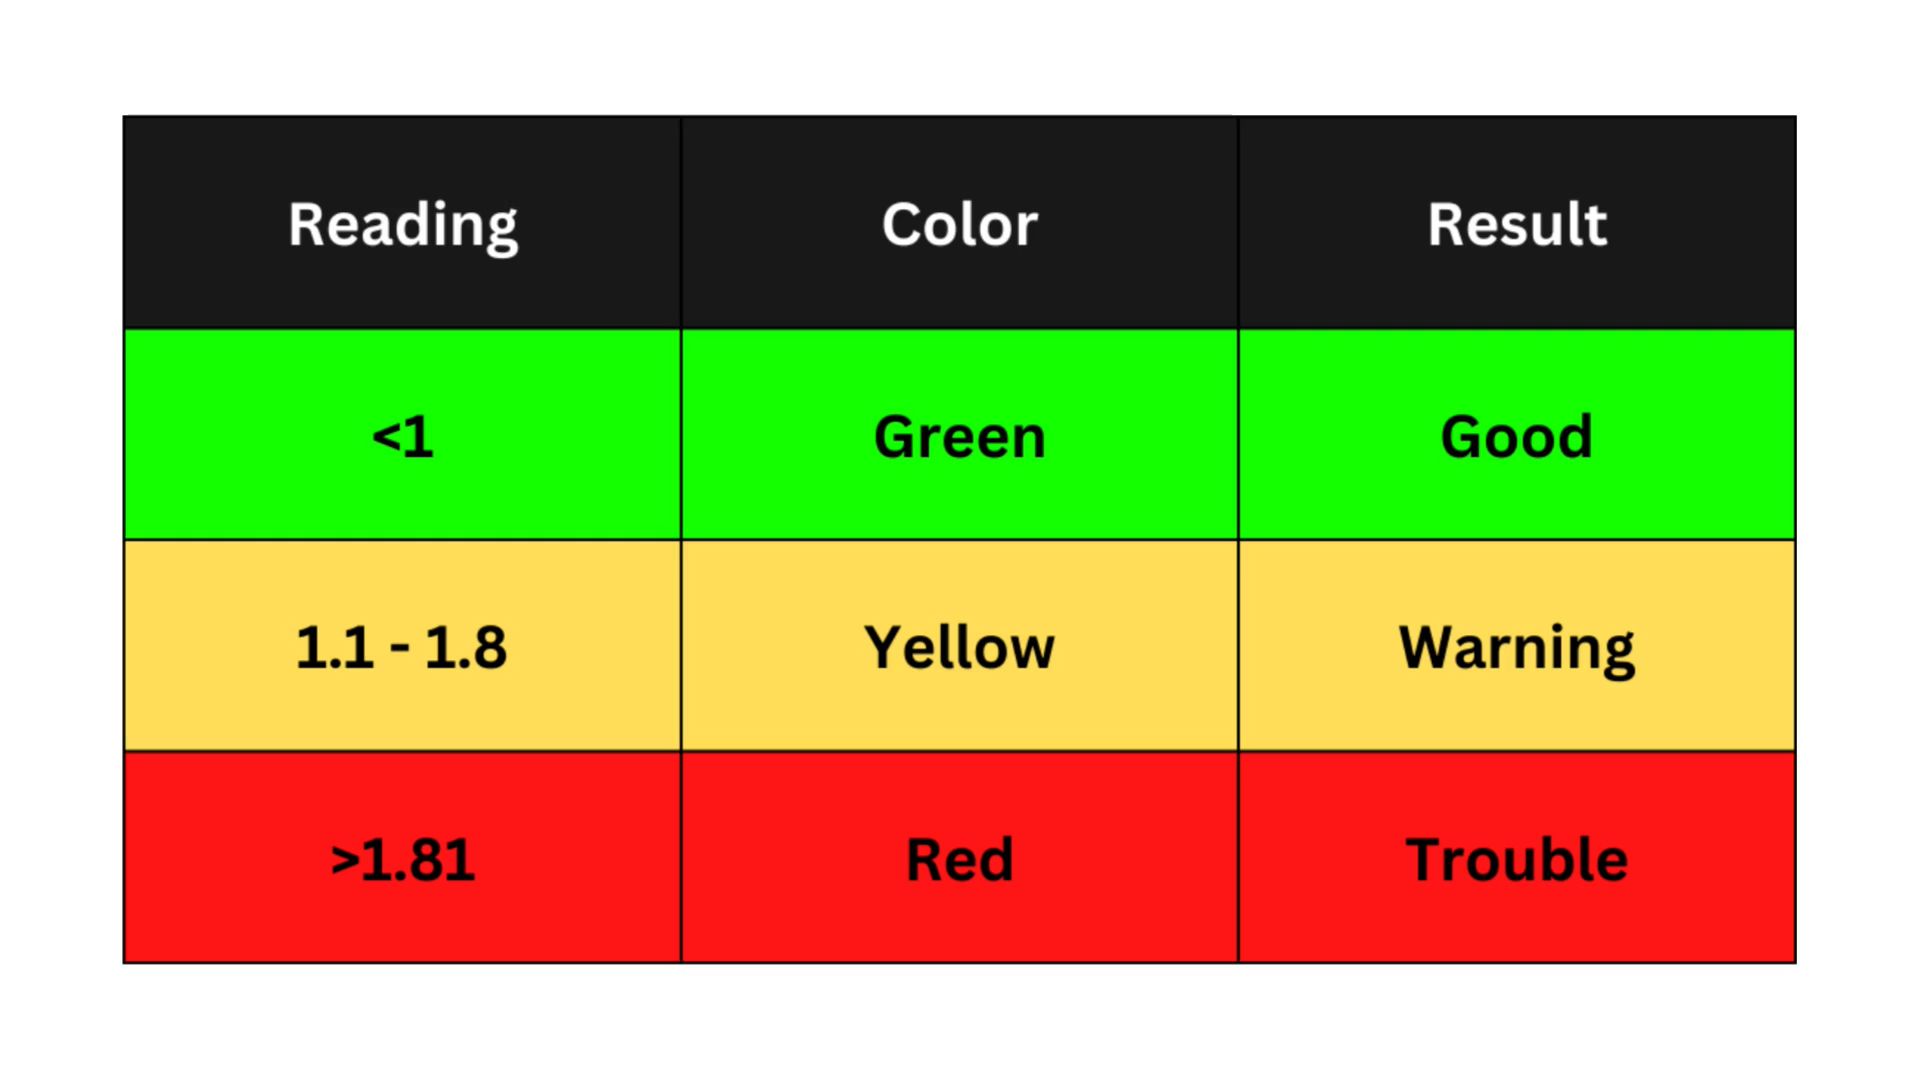 Reading Color Result
<1 Green Good
1.1 - 1.8 Yellow Warning
>1.81 Red Trouble